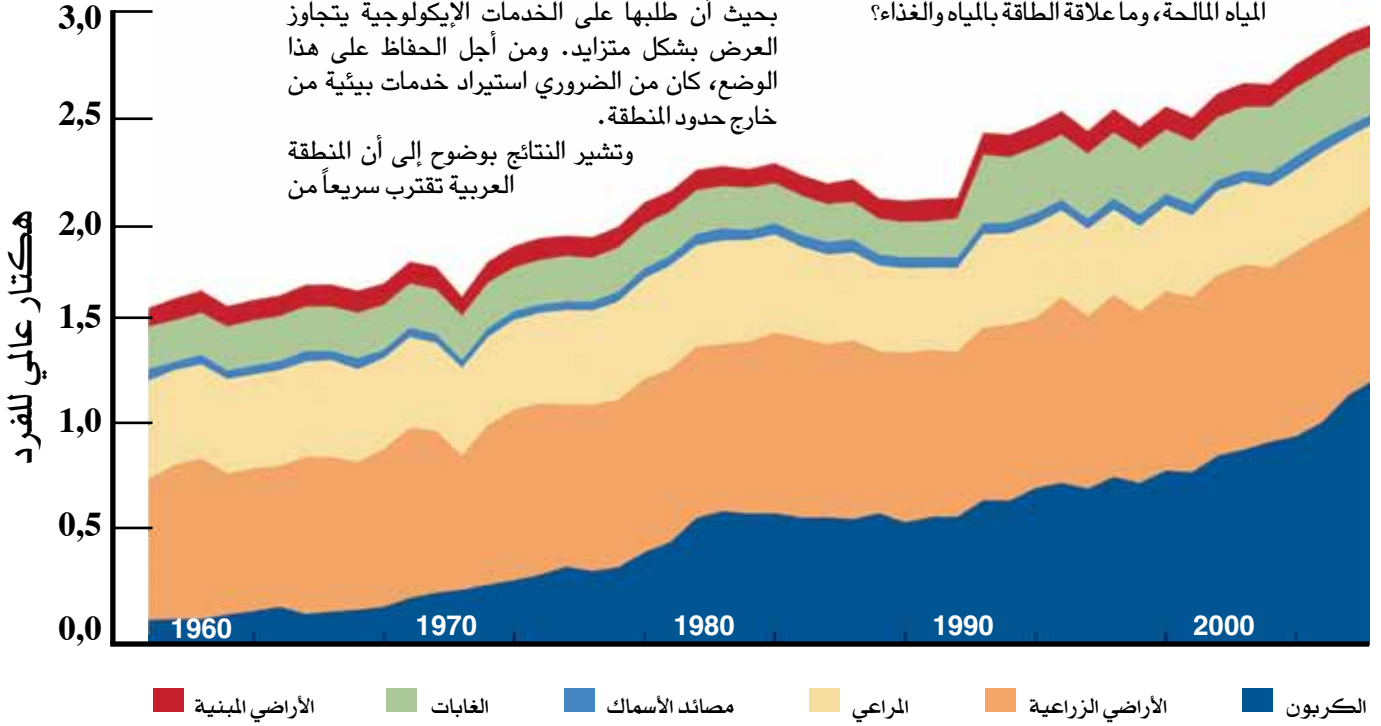 المياه المالحة، وما علاقة الطاقة بالمياه والغذاء؟
بحيث أن طلبها على الخدمات الإيكولوجية يتجاوز
العرض بشكل متزايد. ومن أجل الحفاظ على هذا
الوضع، كان من الضروري استيراد خدمات بيئية من
خارج حدود المنطقة.
وتشير النتائج بوضوح إلى أن المنطقة
العربية تقترب سريعاً من
هكتار عالمي للفرد
3,0
2,5
2,0
1,5
1,0
0,5
0,0
1960 1970 1980 1990 2000
الكربون الأراضي الزراعية المراعي مصائد الأسماك الغابات الأراضي المبنية